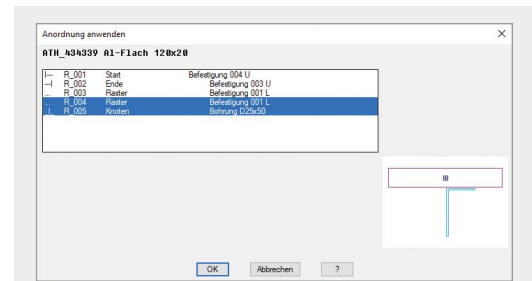 Anordnung anwenden
ATH_434339 Al-Flach 120x20
R_001 Start Befestigung 004 U
R_002 Ende Befestigung 003 U
R_003 Raster Befestigung 001 L
R_004 Raster Befestigung 001 L
R_005 Knoten Bohrung D25x50
OK Abbrechen ?